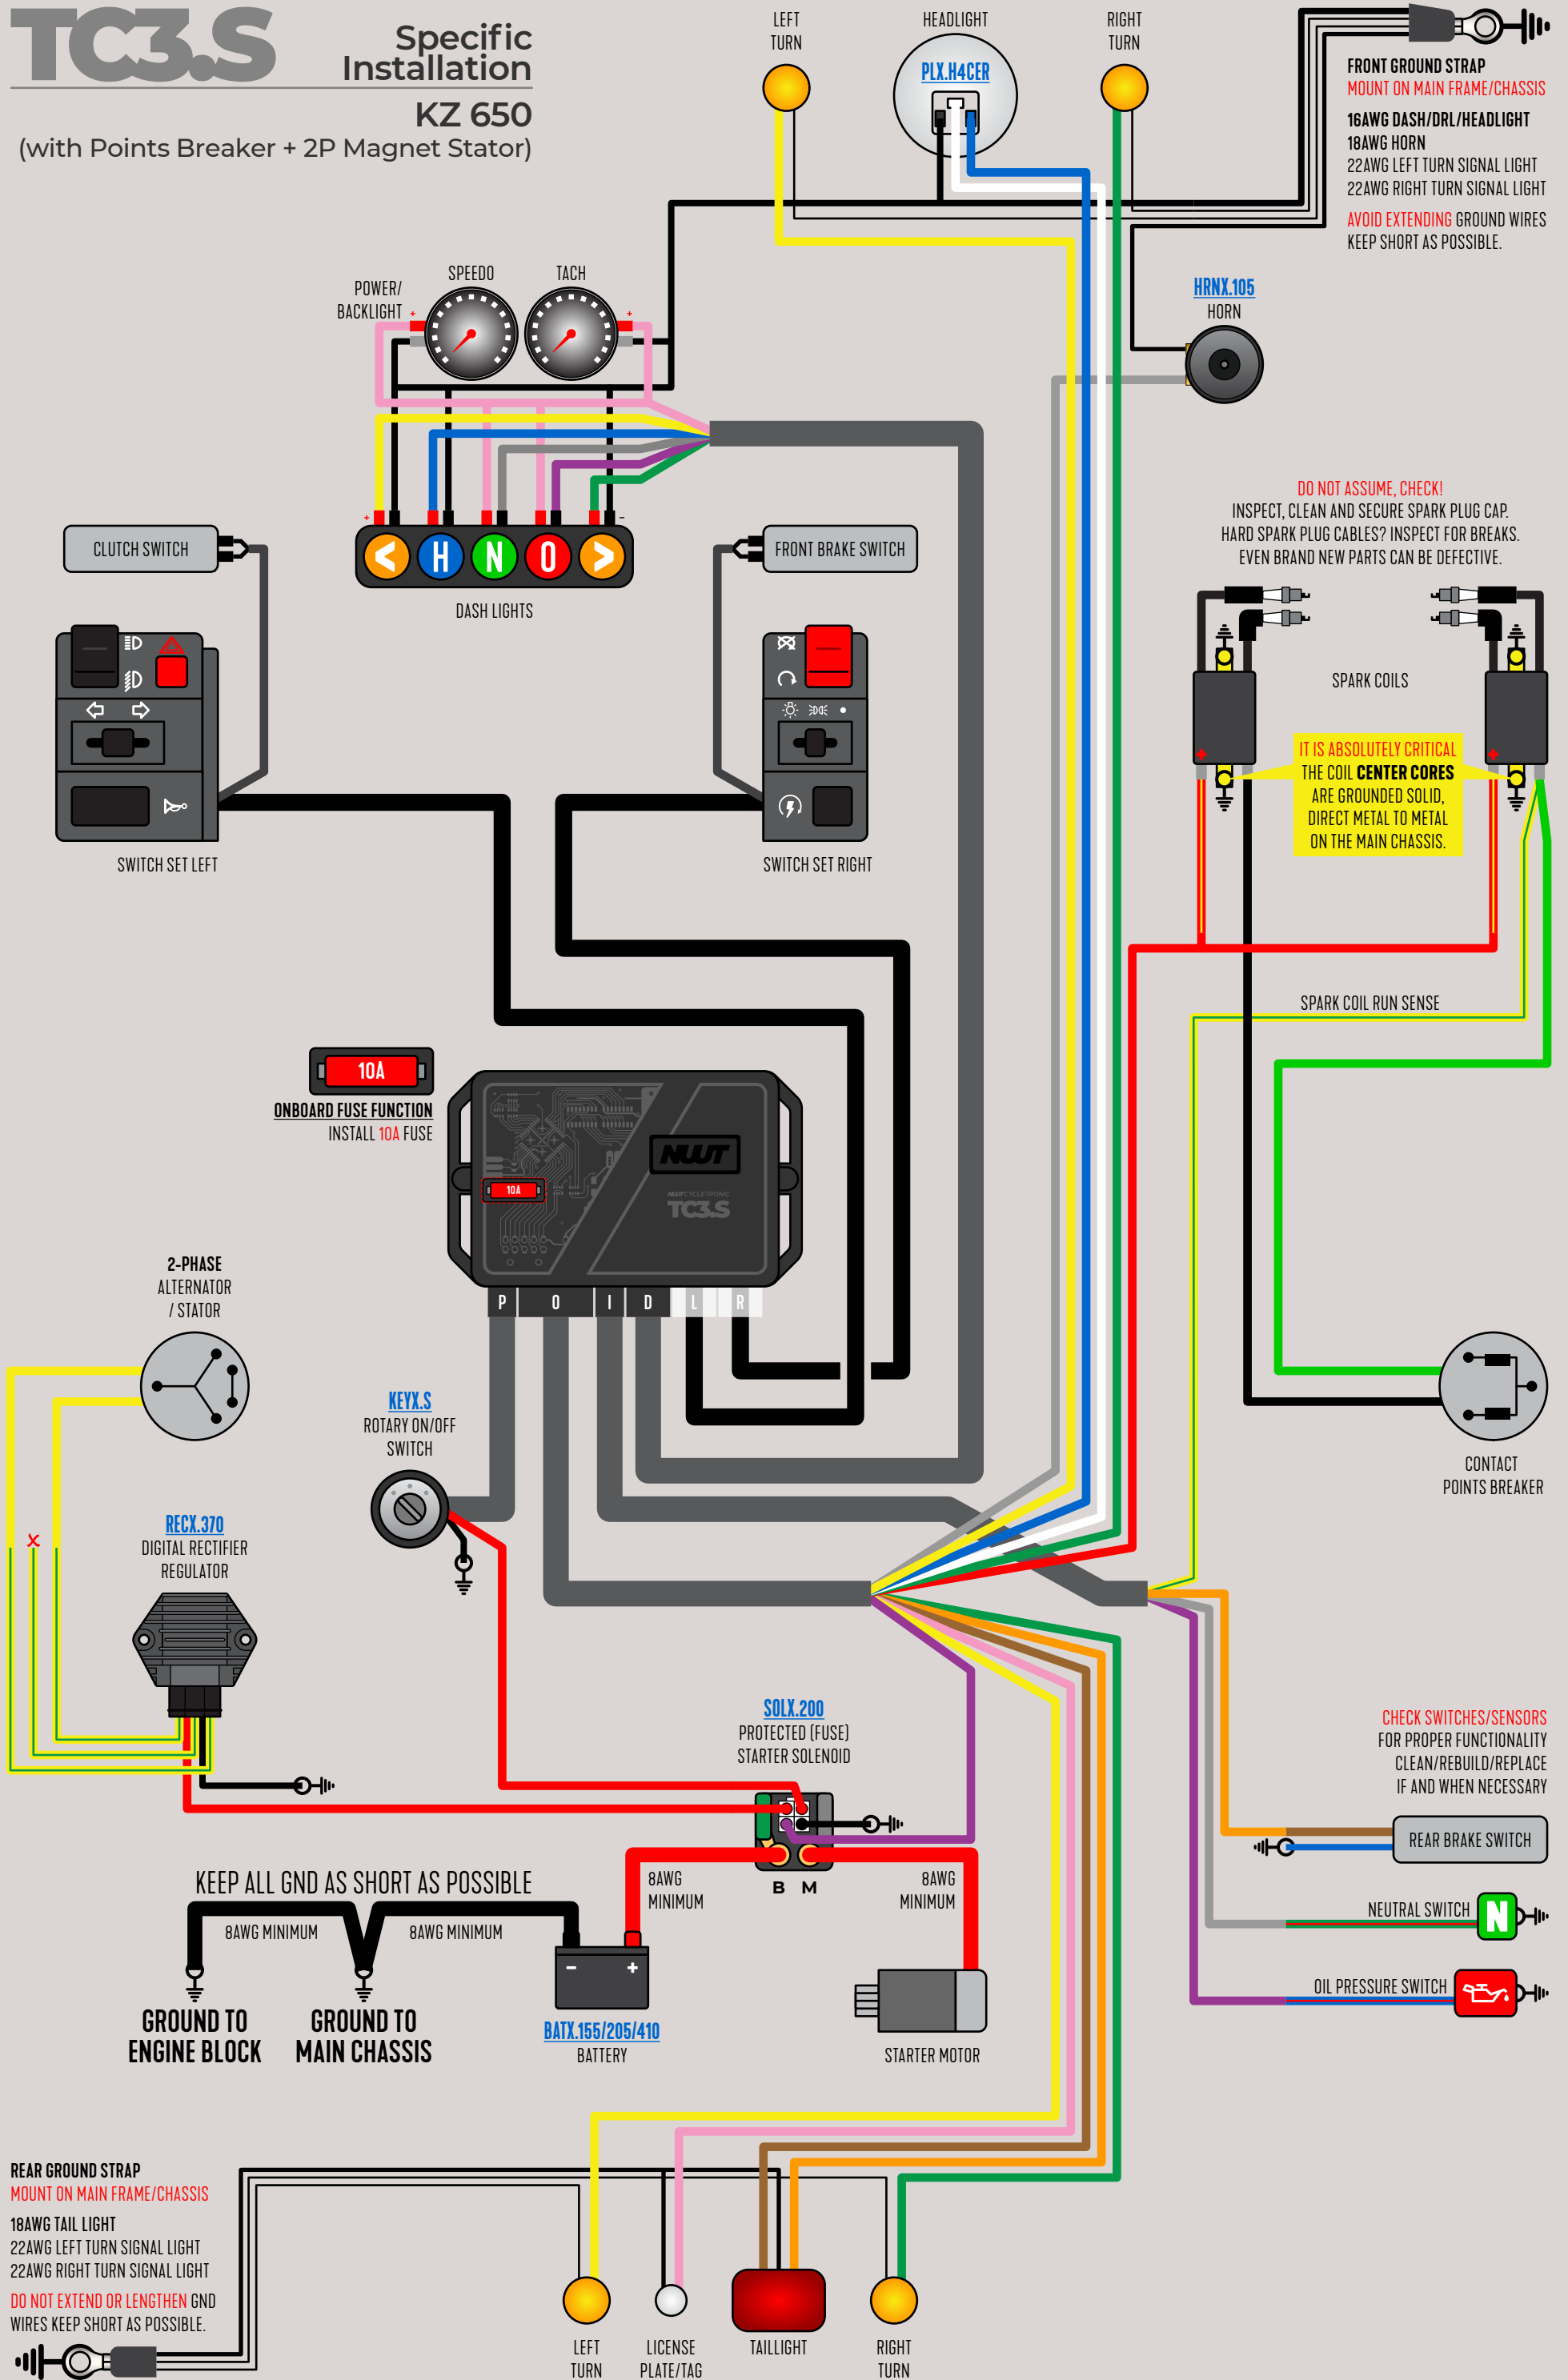 TC3.S
Specific
Installation
KZ 650
(with Points Breaker + 2P Magnet Stator)
LEFT
TURN
HEADLIGHT
PLX.H4CER
RIGHT
TURN
FRONT GROUND STRAP
MOUNT ON MAIN FRAME/CHASSIS
16AWG DASH/DRL/HEADLIGHT
18AWG HORN
22AWG LEFT TURN SIGNAL LIGHT
22AWG RIGHT TURN SIGNAL LIGHT
AVOID EXTENDING GROUND WIRES
KEEP SHORT AS POSSIBLE.
POWER/
BACKLIGHT
SPEEDO
TACH
+
+
HRNX.105
HORN
+
-
< H N O >
DASH LIGHTS
CLUTCH SWITCH
FRONT BRAKE SWITCH
SWITCH SET LEFT
SWITCH SET RIGHT
DO NOT ASSUME, CHECK!
INSPECT, CLEAN AND SECURE SPARK PLUG CAP.
HARD SPARK PLUG CABLES? INSPECT FOR BREAKS.
EVEN BRAND NEW PARTS CAN BE DEFECTIVE.
SPARK COILS
+
+
IT IS ABSOLUTELY CRITICAL
THE COIL CENTER CORES
ARE GROUNDED SOLID,
DIRECT METAL TO METAL
ON THE MAIN CHASSIS.
SPARK COIL RUN SENSE
10A
ONBOARD FUSE FUNCTION
INSTALL 10A FUSE
NWT
10A
NWT CYCLETRONIC
TC3.S
P O I D L R
2-PHASE
ALTERNATOR
/ STATOR
KEYX.S
ROTARY ON/OFF
SWITCH
CONTACT
POINTS BREAKER
X
RECX.370
DIGITAL RECTIFIER
REGULATOR
SOLX.200
PROTECTED (FUSE)
STARTER SOLENOID
B M
8AWG
MINIMUM
8AWG
MINIMUM
CHECK SWITCHES/SENSORS
FOR PROPER FUNCTIONALITY
CLEAN/REBUILD/REPLACE
IF AND WHEN NECESSARY
REAR BRAKE SWITCH
NEUTRAL SWITCH
N
OIL PRESSURE SWITCH
KEEP ALL GND AS SHORT AS POSSIBLE
8AWG MINIMUM
8AWG MINIMUM
GROUND TO
ENGINE BLOCK
GROUND TO
MAIN CHASSIS
- +
BATX.155/205/410
BATTERY
STARTER MOTOR
REAR GROUND STRAP
MOUNT ON MAIN FRAME/CHASSIS
18AWG TAIL LIGHT
22AWG LEFT TURN SIGNAL LIGHT
22AWG RIGHT TURN SIGNAL LIGHT
DO NOT EXTEND OR LENGTHEN GND
WIRES KEEP SHORT AS POSSIBLE.
LEFT
TURN
LICENSE
PLATE/TAG
TAILLIGHT
RIGHT
TURN